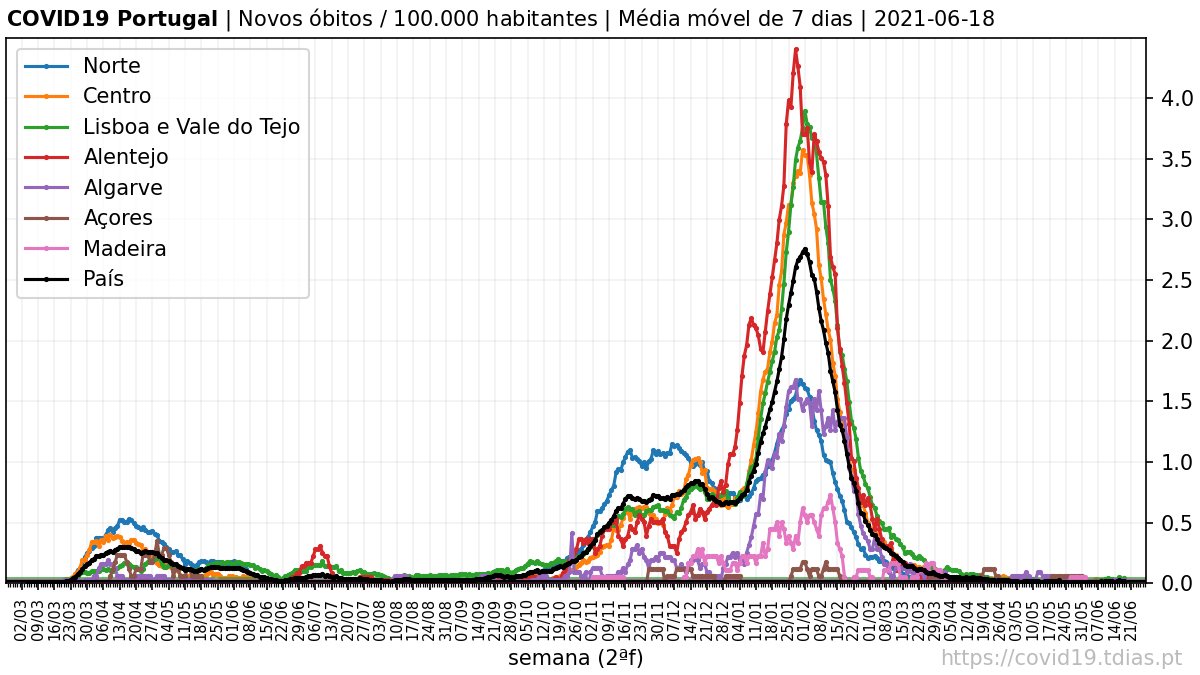 COVID19 Portugal | Novos óbitos / 100.000 habitantes | Média móvel de 7 dias | 2021-06-18
Norte
Centro
Lisboa e Vale do Tejo
Alentejo
Algarve
Açores
Madeira
País
4.0
3.5
3.0
2.5
2.0
1.5
1.0
0.5
0.0
02/03 09/03 16/03 23/03 30/03 06/04 13/04 20/04 27/04 04/05 11/05 18/05 25/05 01/06 08/06 15/06 22/06 29/06 06/07 13/07 20/07 27/07 03/08 10/08 17/08 24/08 31/08 07/09 14/09 21/09 28/09 05/10 12/10 19/10 26/10 02/11 09/11 16/11 23/11 30/11 07/12 14/12 21/12 28/12 04/01 11/01 18/01 25/01 01/02 08/02 15/02 22/02 01/03 08/03 15/03 22/03 29/03 05/04 12/04 19/04 26/04 03/05 10/05 17/05 24/05 31/05 07/06 14/06 21/06
semana (2ªf)
https://covid19.tdias.pt